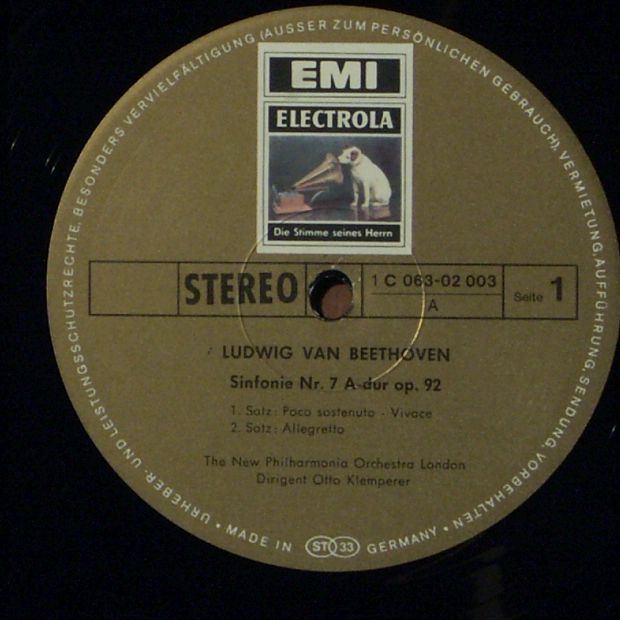 URHEBER- UND LEISTUNGSSCHUTZRECHTE, BESONDERS VERVIELFÄLTIGUNG (AUSSER ZUM PERSÖNLICHEN GEBRAUCH), VERMIETUNG, AUFFÜHRUNG, SENDUNG, VORBEHALTEN
EMI
ELECTROLA
Die Stimme seines Herrn
STEREO
1 C 063-02 003
A
Seite 1
LUDWIG VAN BEETHOVEN
Sinfonie Nr. 7 A-dur op. 92
1. Satz: Poco sostenuto - Vivace
2. Satz: Allegretto
The New Philharmonia Orchestra London
Dirigent Otto Klemperer
• MADE IN ST 33 GERMANY •